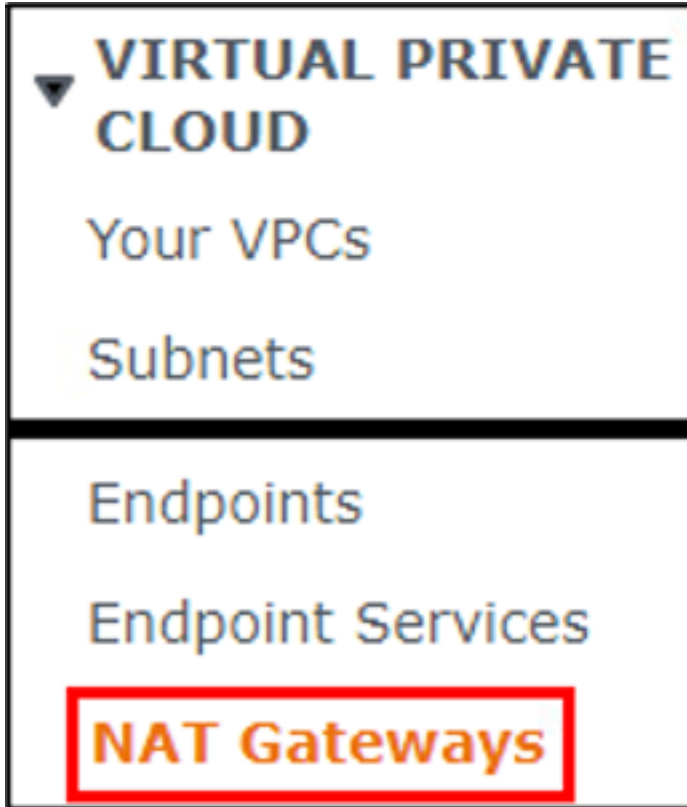 VIRTUAL PRIVATE
CLOUD
Your VPCs
Subnets
Endpoints
Endpoint Services
NAT Gateways